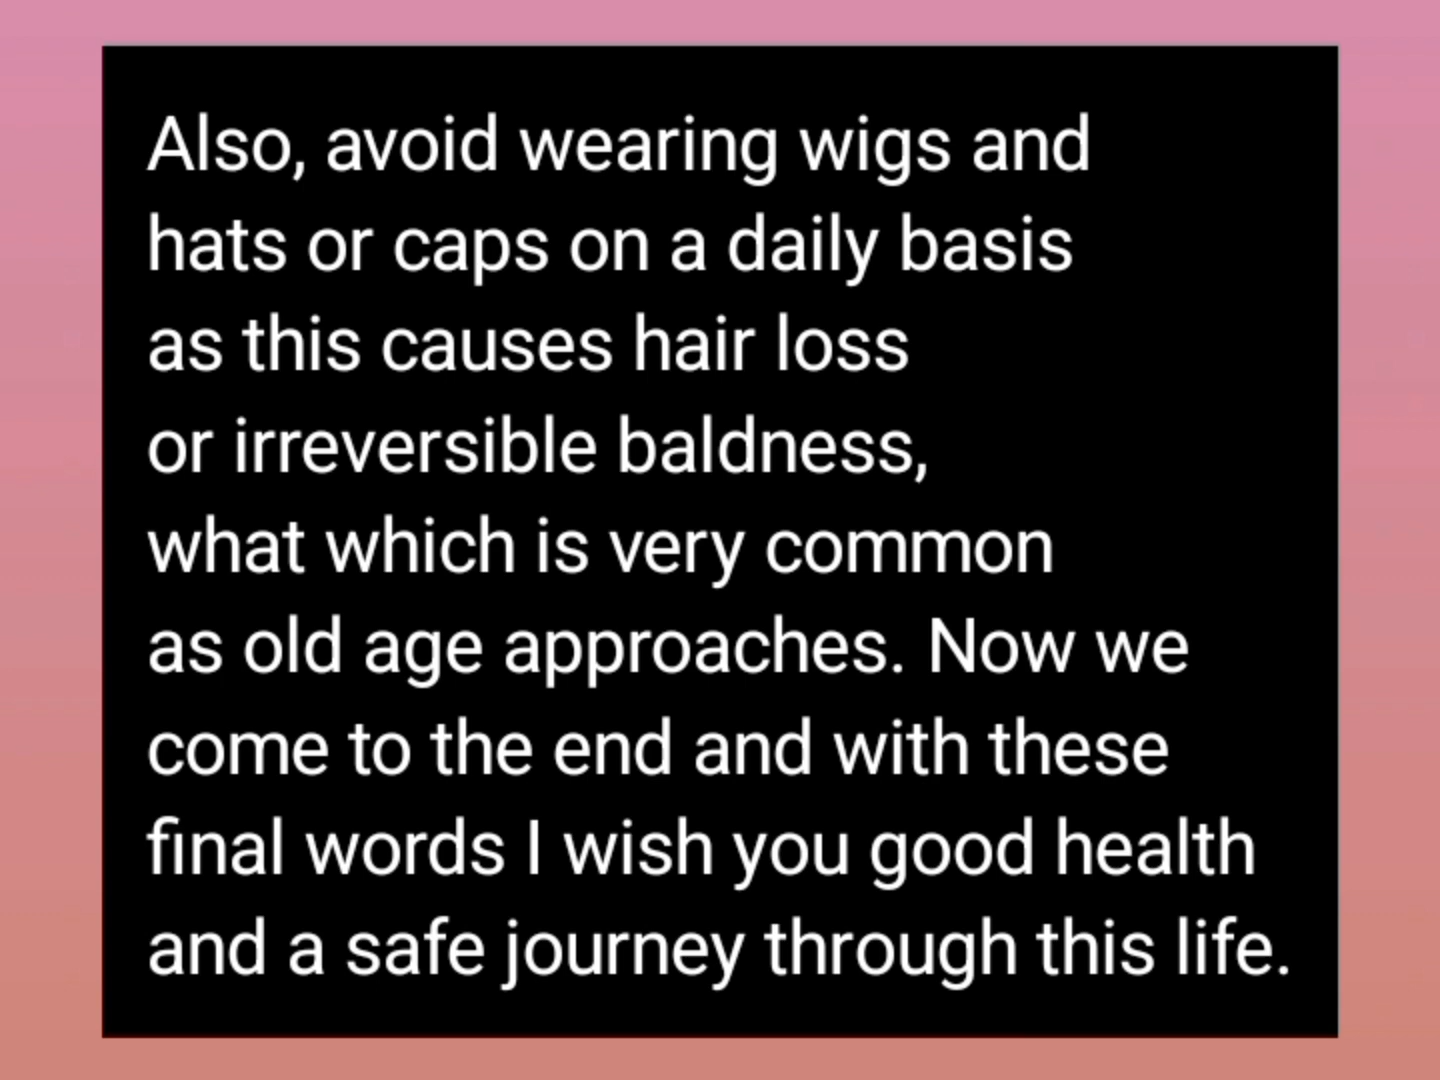 Also, avoid wearing wigs and
hats or caps on a daily basis
as this causes hair loss
or irreversible baldness,
what which is very common
as old age approaches. Now we
come to the end and with these
final words I wish you good health
and a safe journey through this life.